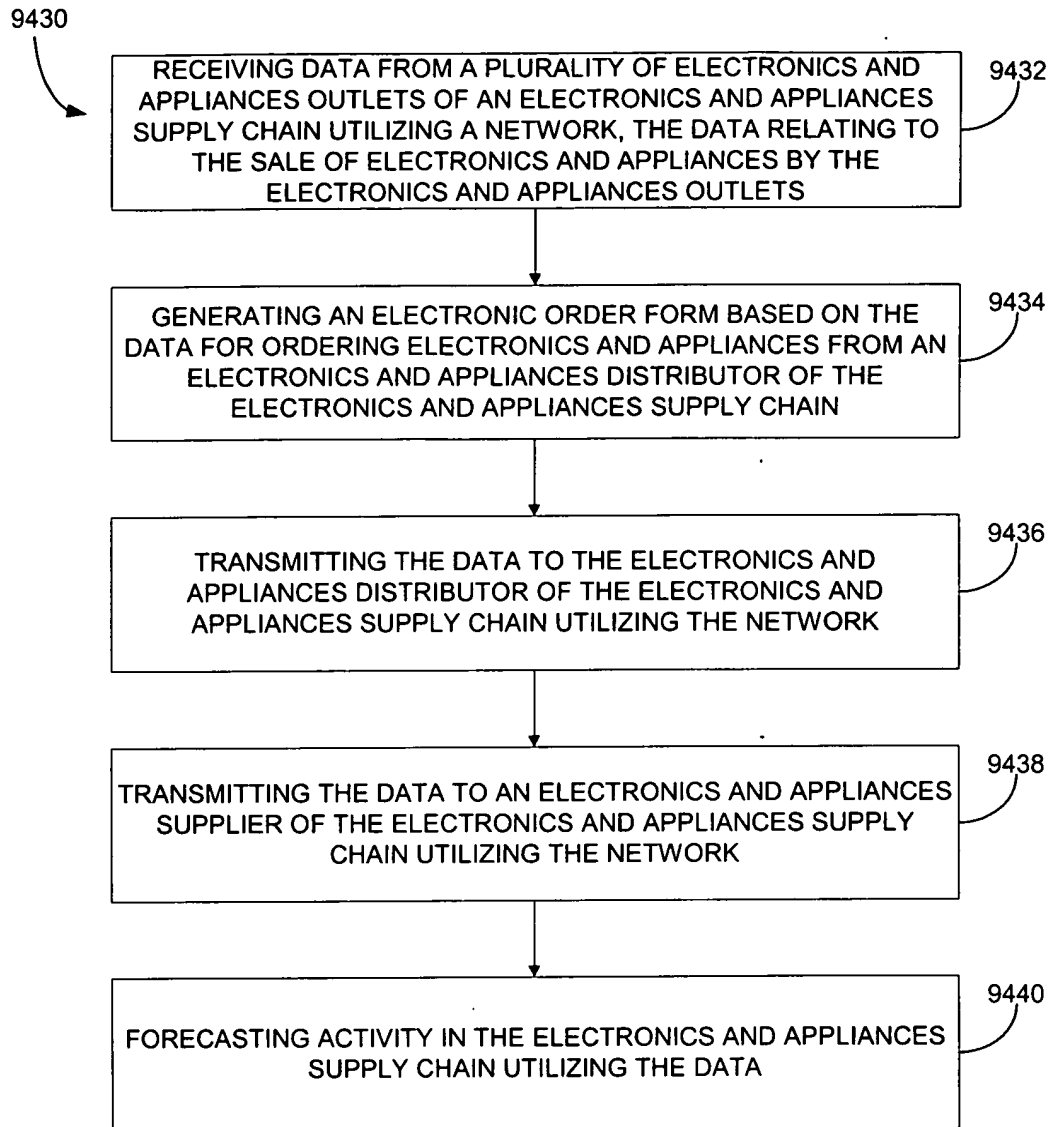 9430
RECEIVING DATA FROM A PLURALITY OF ELECTRONICS AND
APPLIANCES OUTLETS OF AN ELECTRONICS AND APPLIANCES
SUPPLY CHAIN UTILIZING A NETWORK, THE DATA RELATING TO
THE SALE OF ELECTRONICS AND APPLIANCES BY THE
ELECTRONICS AND APPLIANCES OUTLETS
9432
GENERATING AN ELECTRONIC ORDER FORM BASED ON THE
DATA FOR ORDERING ELECTRONICS AND APPLIANCES FROM AN
ELECTRONICS AND APPLIANCES DISTRIBUTOR OF THE
ELECTRONICS AND APPLIANCES SUPPLY CHAIN
9434
TRANSMITTING THE DATA TO THE ELECTRONICS AND
APPLIANCES DISTRIBUTOR OF THE ELECTRONICS AND
APPLIANCES SUPPLY CHAIN UTILIZING THE NETWORK
9436
TRANSMITTING THE DATA TO AN ELECTRONICS AND APPLIANCES
SUPPLIER OF THE ELECTRONICS AND APPLIANCES SUPPLY
CHAIN UTILIZING THE NETWORK
9438
FORECASTING ACTIVITY IN THE ELECTRONICS AND APPLIANCES
SUPPLY CHAIN UTILIZING THE DATA
9440